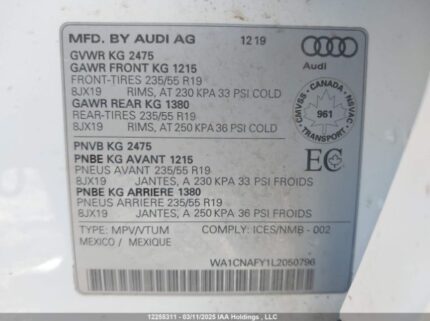 MFD. BY AUDI AG 12 19
Audi
GVWR KG 2475
GAWR FRONT KG 1215
FRONT-TIRES 235/55 R19
8JX19 RIMS, AT 230 KPA 33 PSI COLD
GAWR REAR KG 1380
REAR-TIRES 235/55 R19
8JX19 RIMS, AT 250 KPA 36 PSI COLD
CMVSS - CANADA - NSVAC
961
TRANSPORT
PNVB KG 2475
PNBE KG AVANT 1215
PNEUS AVANT 235/55 R19
8JX19 JANTES, A 230 KPA 33 PSI FROIDS
PNBE KG ARRIERE 1380
PNEUS ARRIERE 235/55 R19
8JX19 JANTES, A 250 KPA 36 PSI FROIDS
EC
TYPE: MPV/VTUM COMPLY: ICES/NMB - 002
MEXICO / MEXIQUE
WA1CNAFY1L2050796
12258311 - 03/11/2025 IAA Holdings, LLC